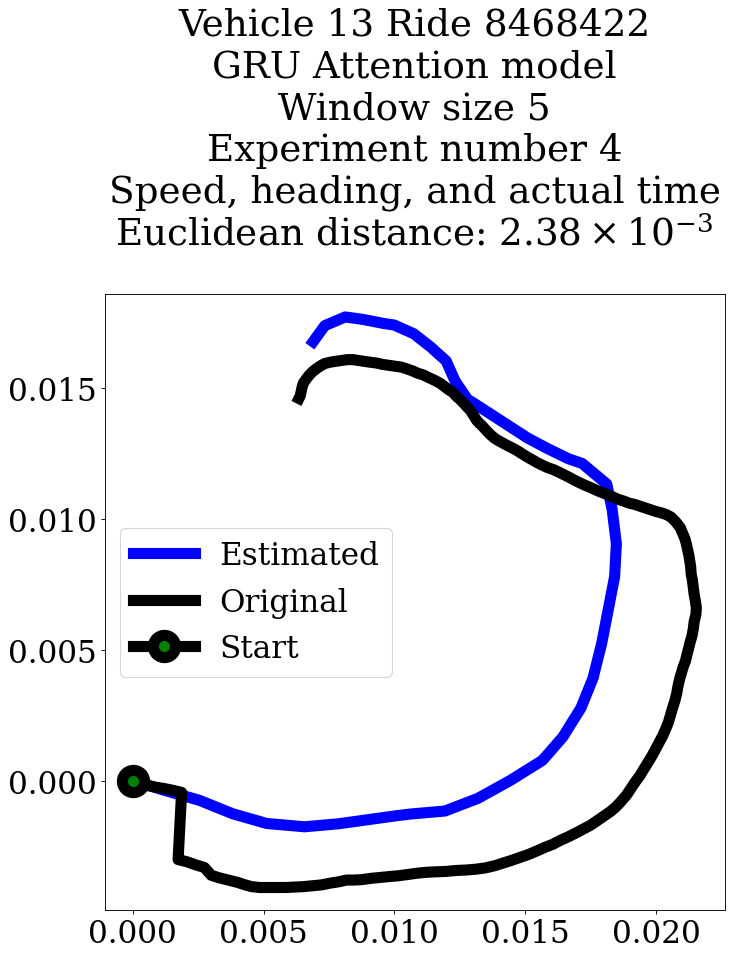 Vehicle 13 Ride 8468422
GRU Attention model
Window size 5
Experiment number 4
Speed, heading, and actual time
Euclidean distance: 2.38 × 10⁻³
0.015
0.010
0.005
0.000
Estimated
Original
Start
0.000 0.005 0.010 0.015 0.020